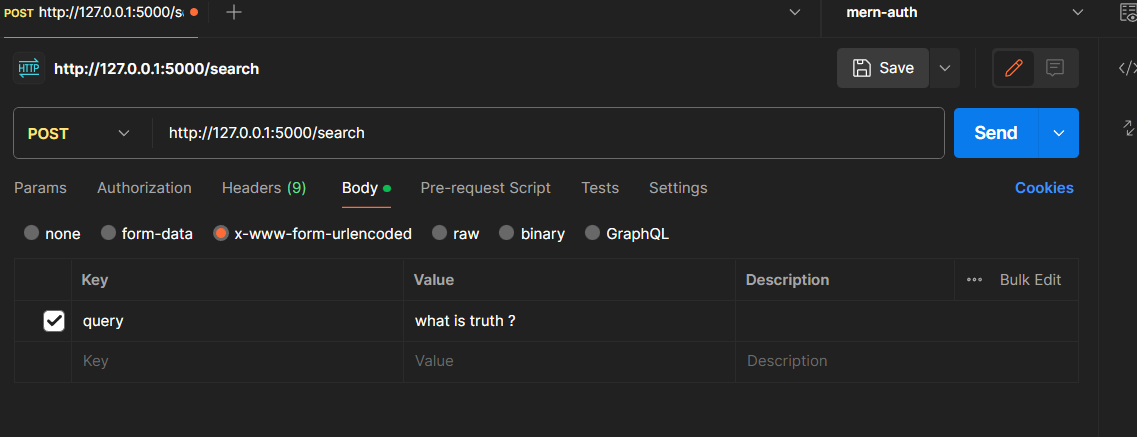 POST http://127.0.0.1:5000/s
mern-auth
HTTP http://127.0.0.1:5000/search
Save
POST http://127.0.0.1:5000/search
Send
Params Authorization Headers (9) Body Pre-request Script Tests Settings Cookies
none form-data x-www-form-urlencoded raw binary GraphQL
Key Value Description ••• Bulk Edit
query what is truth ?
Key Value Description